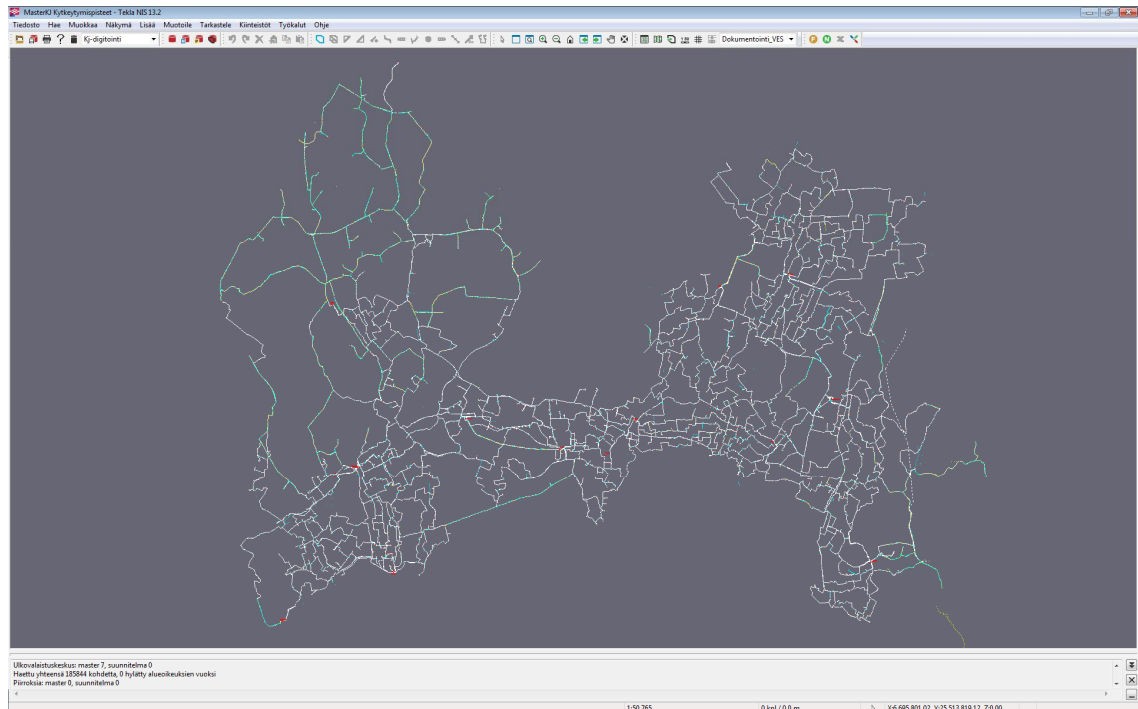 MasterKJ Kytkeytymispisteet - Tekla NIS 13.2
Tiedosto Hae Muokkaa Näkymä Lisää Muotoile Tarkastele Kiinteistöt Työkalut Ohje
Kj-digitointi Dokumentointi_VES
Ulkovalaistuskeskus: master 7, suunnitelma 0
Haettu yhteensä 185844 kohdetta, 0 hylätty alueoikeuksien vuoksi
Piirroksia: master 0, suunnitelma 0
1:50 765 0 kpl / 0,0 m X:6 695 801,02, Y:25 513 819,12, Z:0,00